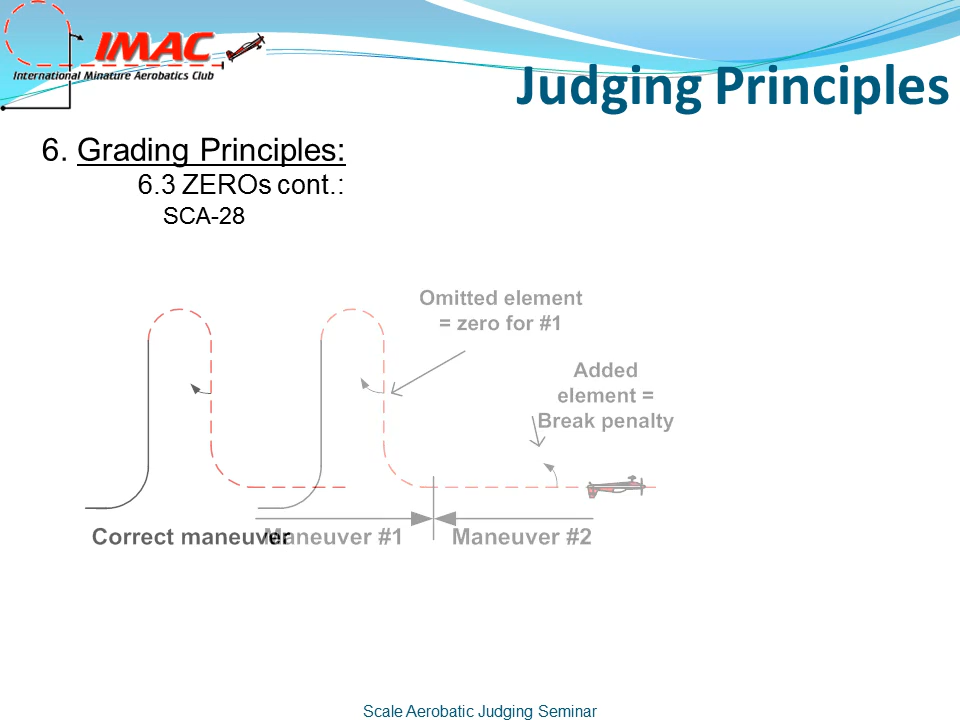 IMAC
International Minature Aerobatics Club
Judging Principles
6. Grading Principles:
6.3 ZEROs cont.:
SCA-28
Omitted element
= zero for #1
Added
element =
Break penalty
Correct maneuver
Maneuver #1
Maneuver #2
Scale Aerobatic Judging Seminar